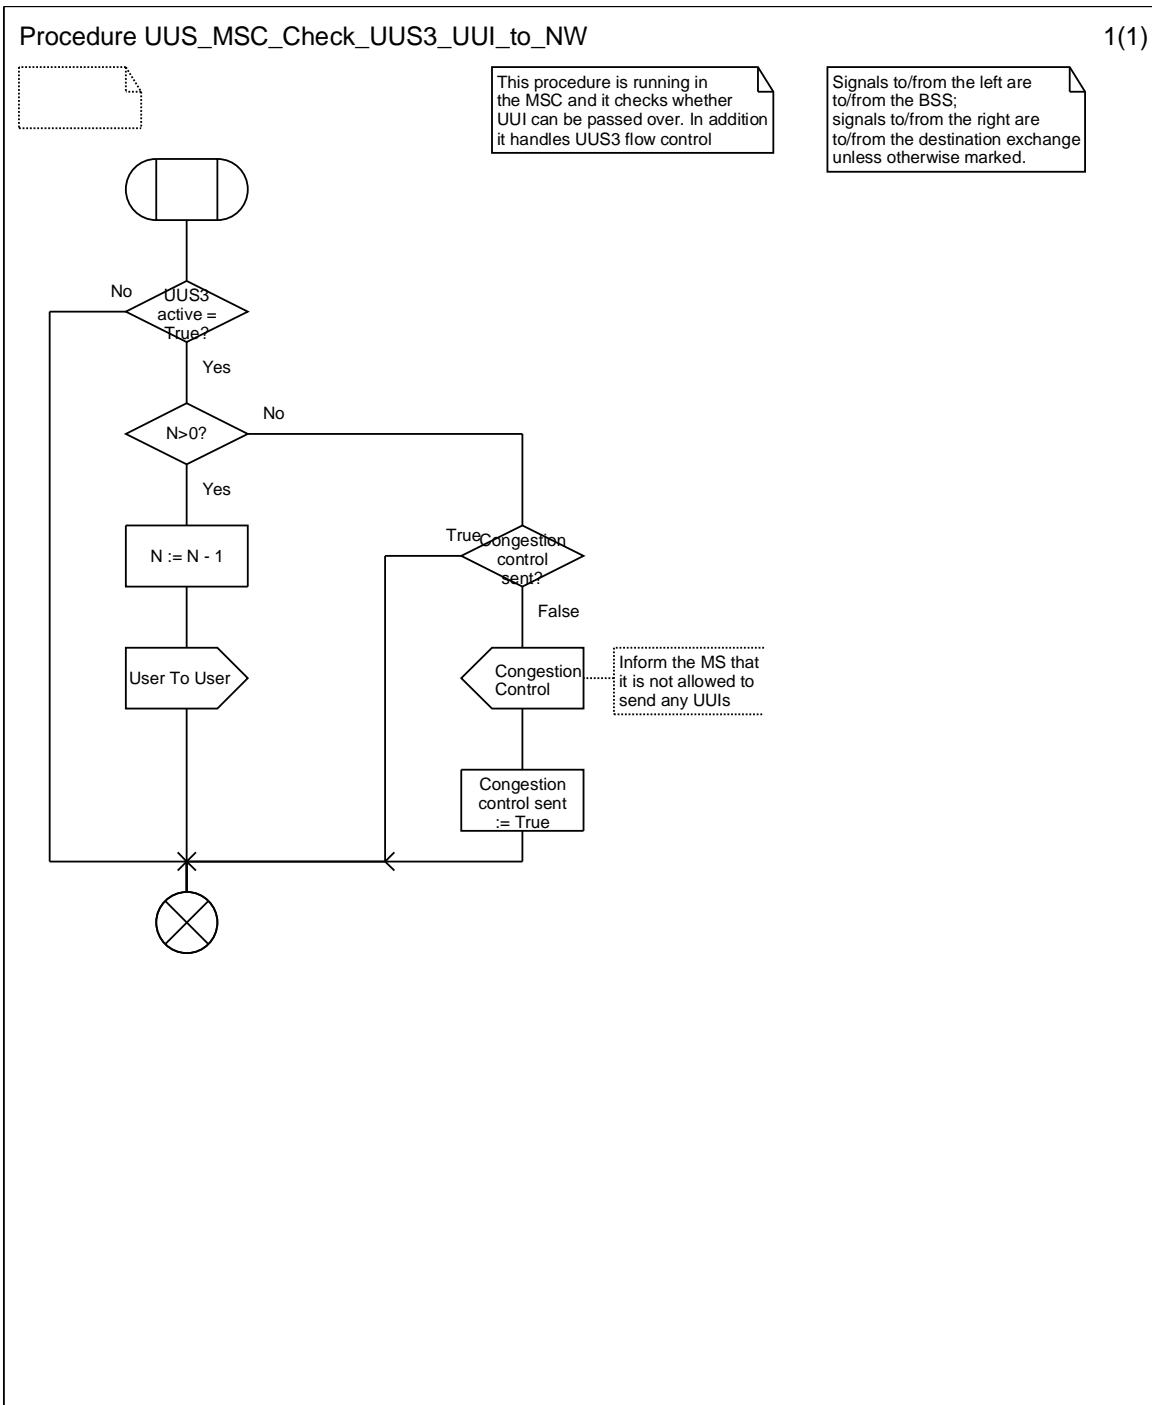 Procedure UUS_MSC_Check_UUS3_UUI_to_NW
1(1)
This procedure is running in
the MSC and it checks whether
UUI can be passed over. In addition
it handles UUS3 flow control
Signals to/from the left are
to/from the BSS;
signals to/from the right are
to/from the destination exchange
unless otherwise marked.
No
UUS3
active =
True?
Yes
N>0?
No
Yes
N := N - 1
True
Congestion
control
sent?
False
User To User
Congestion
Control
Inform the MS that
it is not allowed to
send any UUIs
Congestion
control sent
:= True